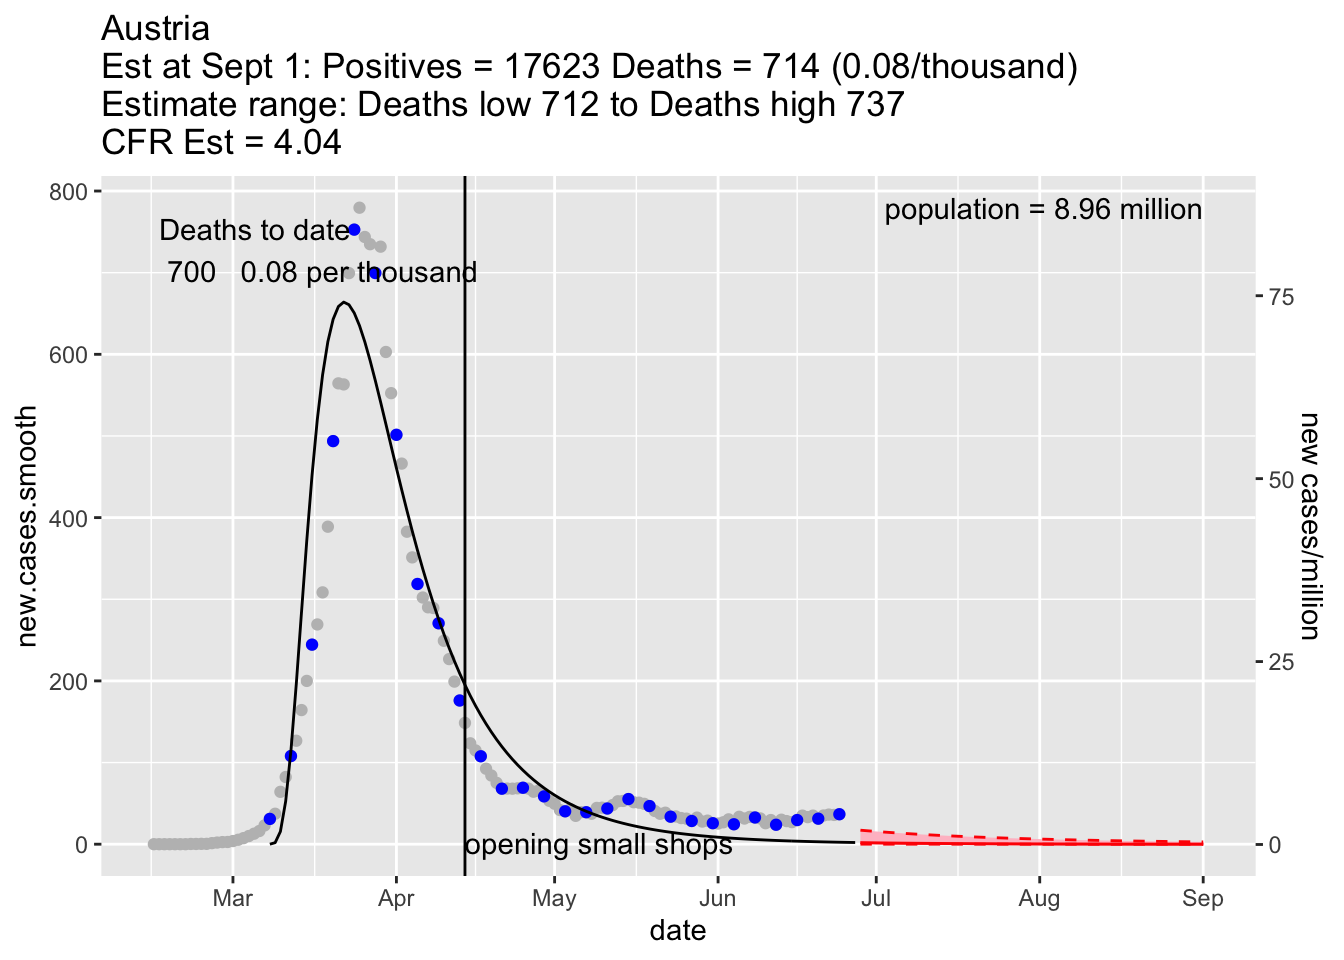 Austria
Est at Sept 1: Positives = 17623 Deaths = 714 (0.08/thousand)
Estimate range: Deaths low 712 to Deaths high 737
CFR Est = 4.04
800
600
400
200
0
new.cases.smooth
Deaths to date
700 0.08 per thousand
population = 8.96 million
opening small shops
75
50
25
0
new cases/million
Mar Apr May Jun Jul Aug Sep
date